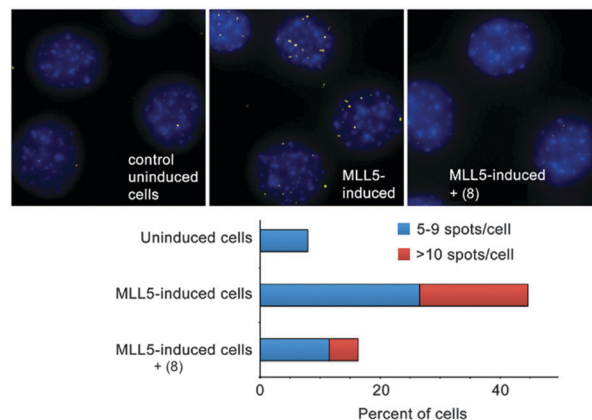 control
uninduced
cells
MLL5-
induced
MLL5-induced
+ (8)
5-9 spots/cell
>10 spots/cell
Uninduced cells
MLL5-induced cells
MLL5-induced cells
+ (8)
0
20
40
Percent of cells